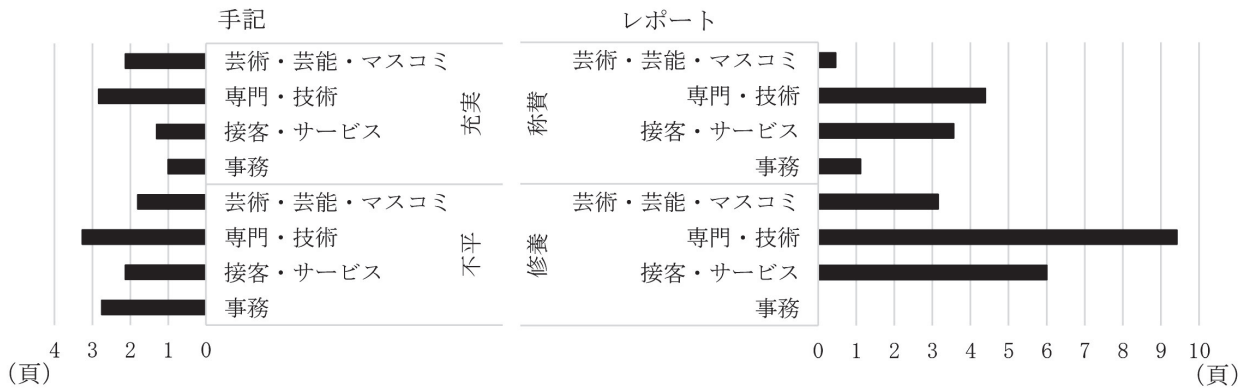 手記
レポート
芸術・芸能・マスコミ
専門・技術
接客・サービス
事務
充実
芸術・芸能・マスコミ
専門・技術
接客・サービス
事務
不平
芸術・芸能・マスコミ
専門・技術
接客・サービス
事務
称賛
芸術・芸能・マスコミ
専門・技術
接客・サービス
事務
修養
4 3 2 1 0
(頁)
0 1 2 3 4 5 6 7 8 9 10
(頁)